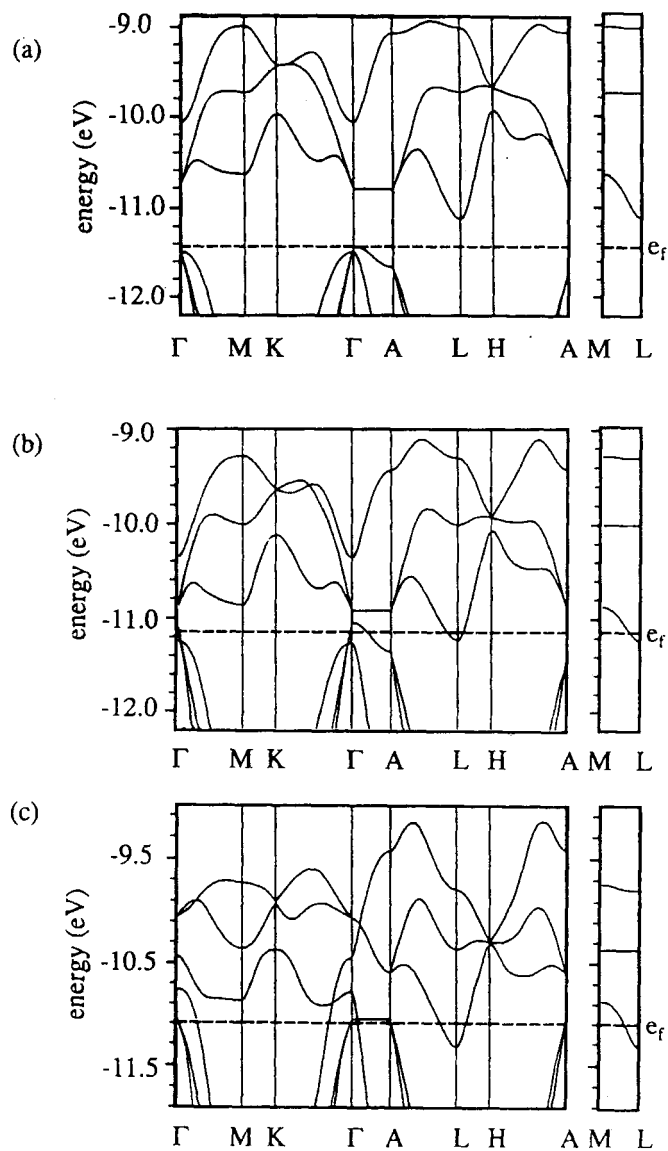 (a)
energy (eV)
-9.0
-10.0
-11.0
-12.0
e_f
Γ M K Γ A L H A M L
(b)
energy (eV)
-9.0
-10.0
-11.0
-12.0
e_f
Γ M K Γ A L H A M L
(c)
energy (eV)
-9.5
-10.5
-11.5
e_f
Γ M K Γ A L H A M L